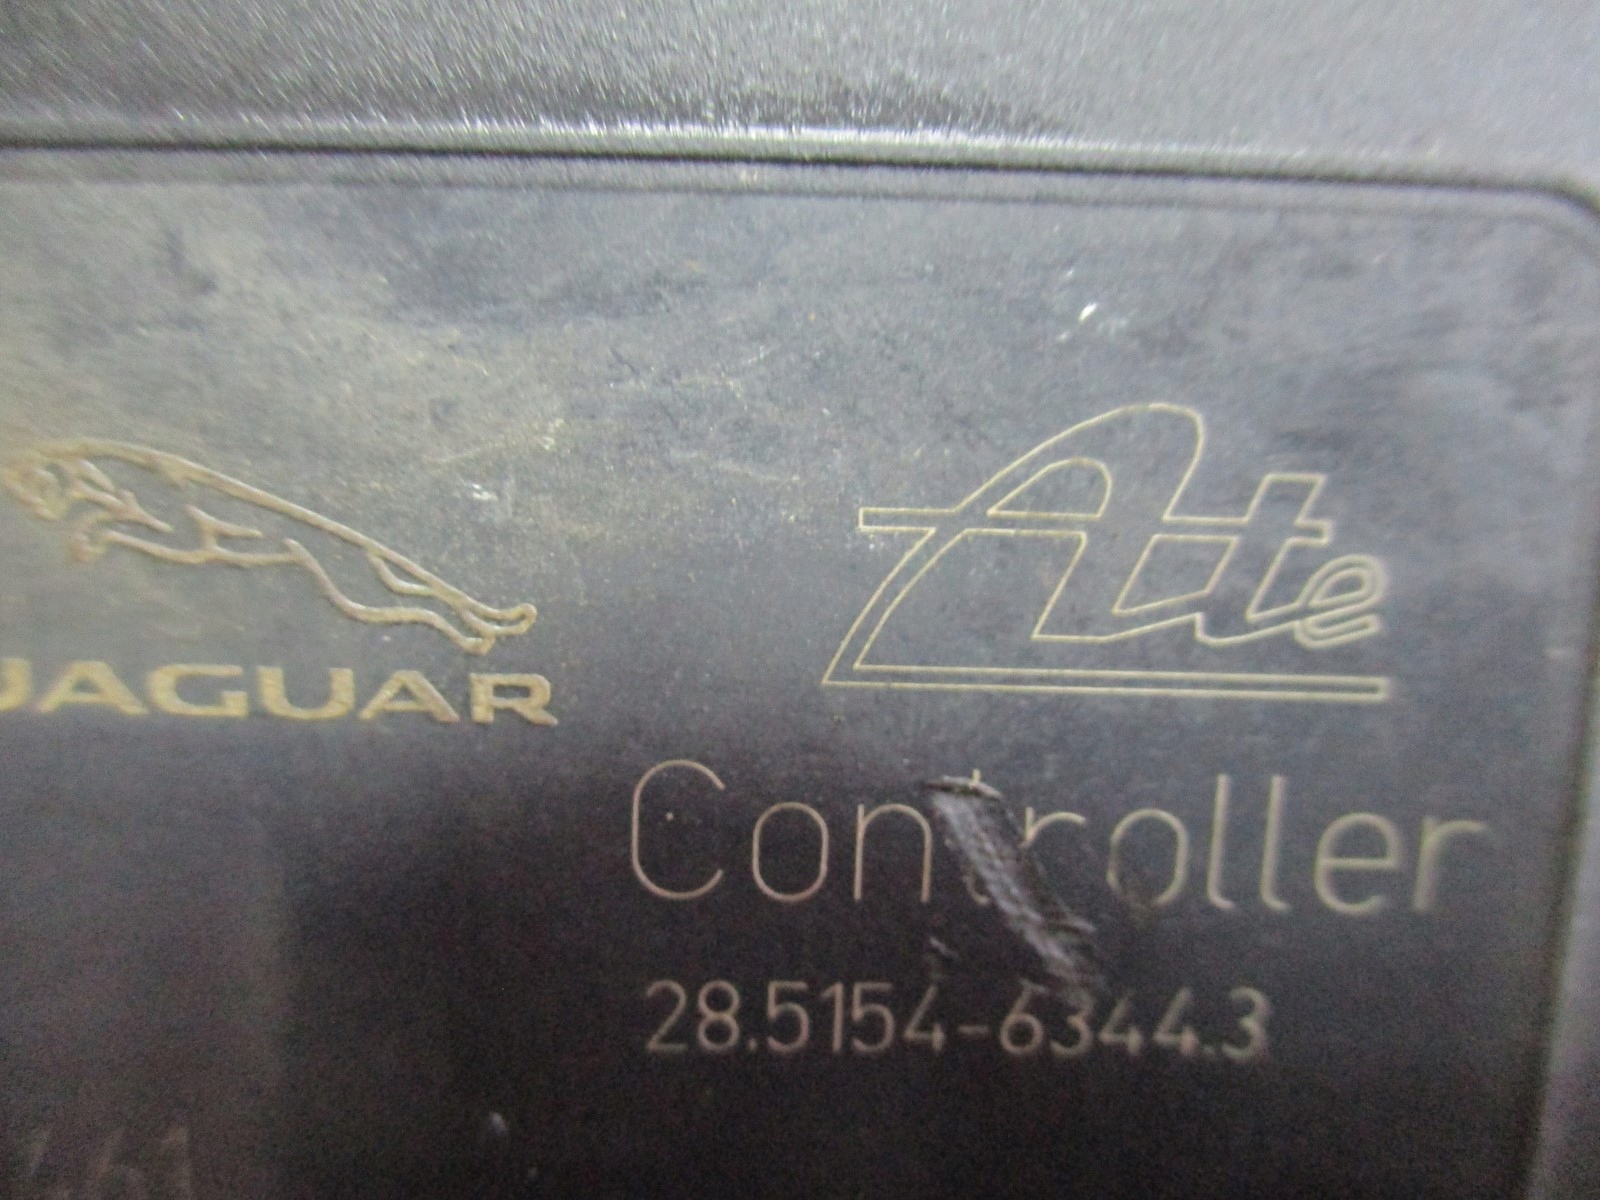 JAGUAR
Ate
Controller
28.5154-6344.3